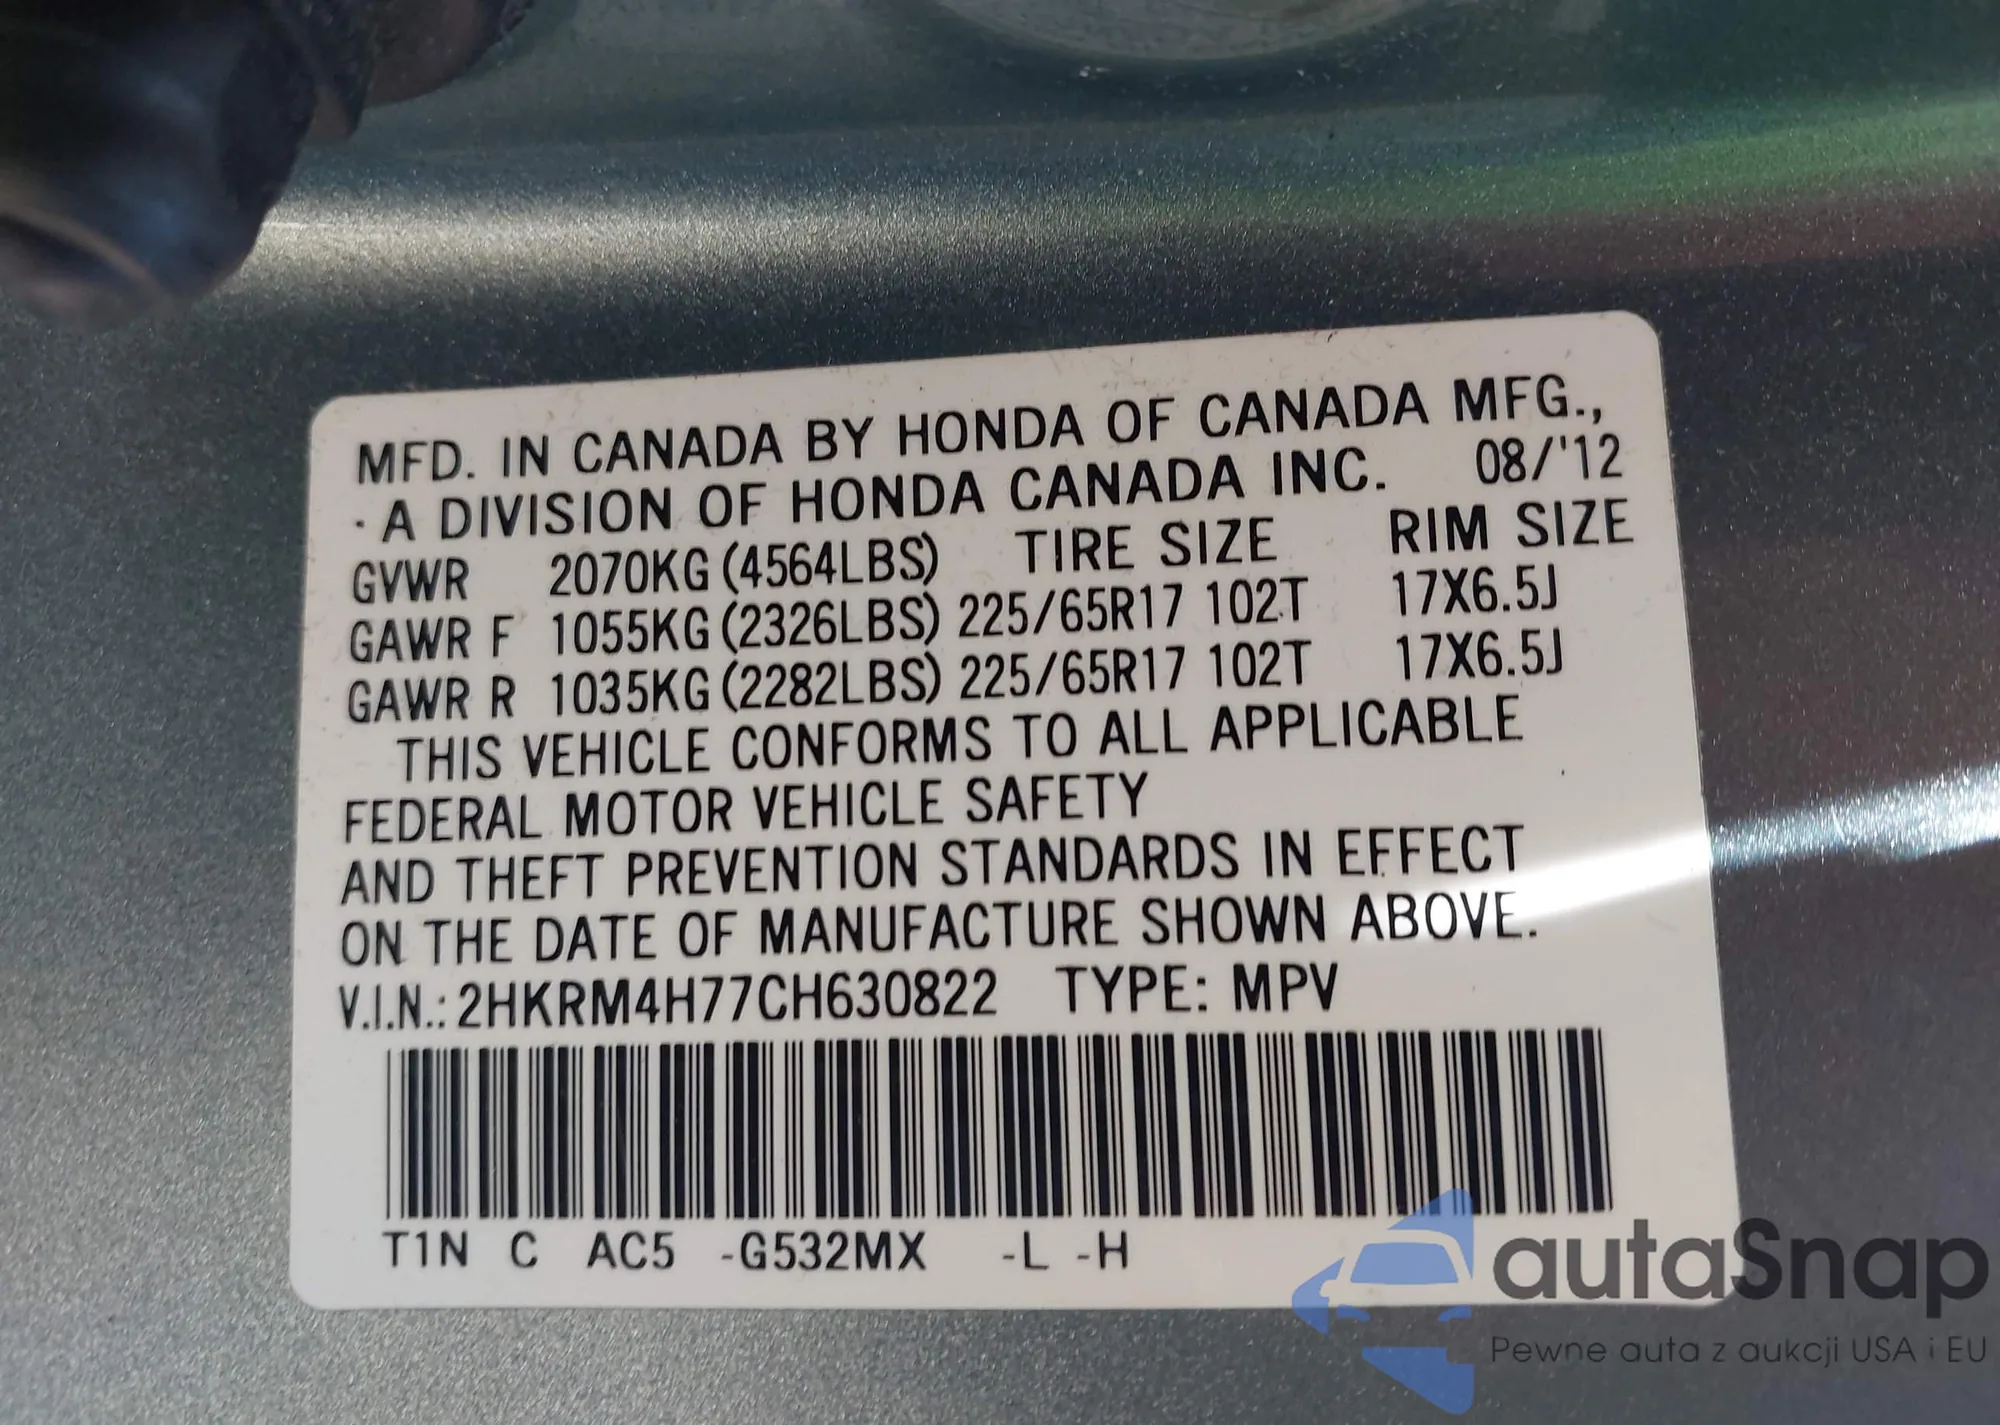 MFD. IN CANADA BY HONDA OF CANADA MFG.,
· A DIVISION OF HONDA CANADA INC. 08/'12
GVWR 2070KG (4564LBS) TIRE SIZE RIM SIZE
GAWR F 1055KG (2326LBS) 225/65R17 102T 17X6.5J
GAWR R 1035KG (2282LBS) 225/65R17 102T 17X6.5J
THIS VEHICLE CONFORMS TO ALL APPLICABLE
FEDERAL MOTOR VEHICLE SAFETY
AND THEFT PREVENTION STANDARDS IN EFFECT
ON THE DATE OF MANUFACTURE SHOWN ABOVE.
V.I.N.: 2HKRM4H77CH630822 TYPE: MPV
T1N C AC5 -G532MX -L -H
autaSnap
Pewne auta z aukcji USA i EU